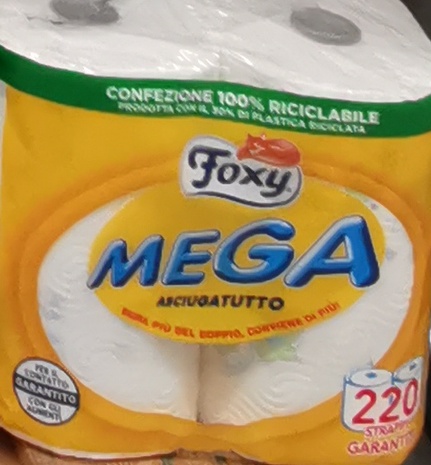 CONFEZIONE 100% RICICLABILE
PRODOTTA CON IL 30% DI PLASTICA RICICLATA
Foxy
MEGA
ASCIUGATUTTO
DURA PIÙ DEL DOPPIO, CONVIENE DI PIÙ!
PER IL
CONTATTO
GARANTITO
CON GLI
ALIMENTI
220
STRAPPI
GARANTITI